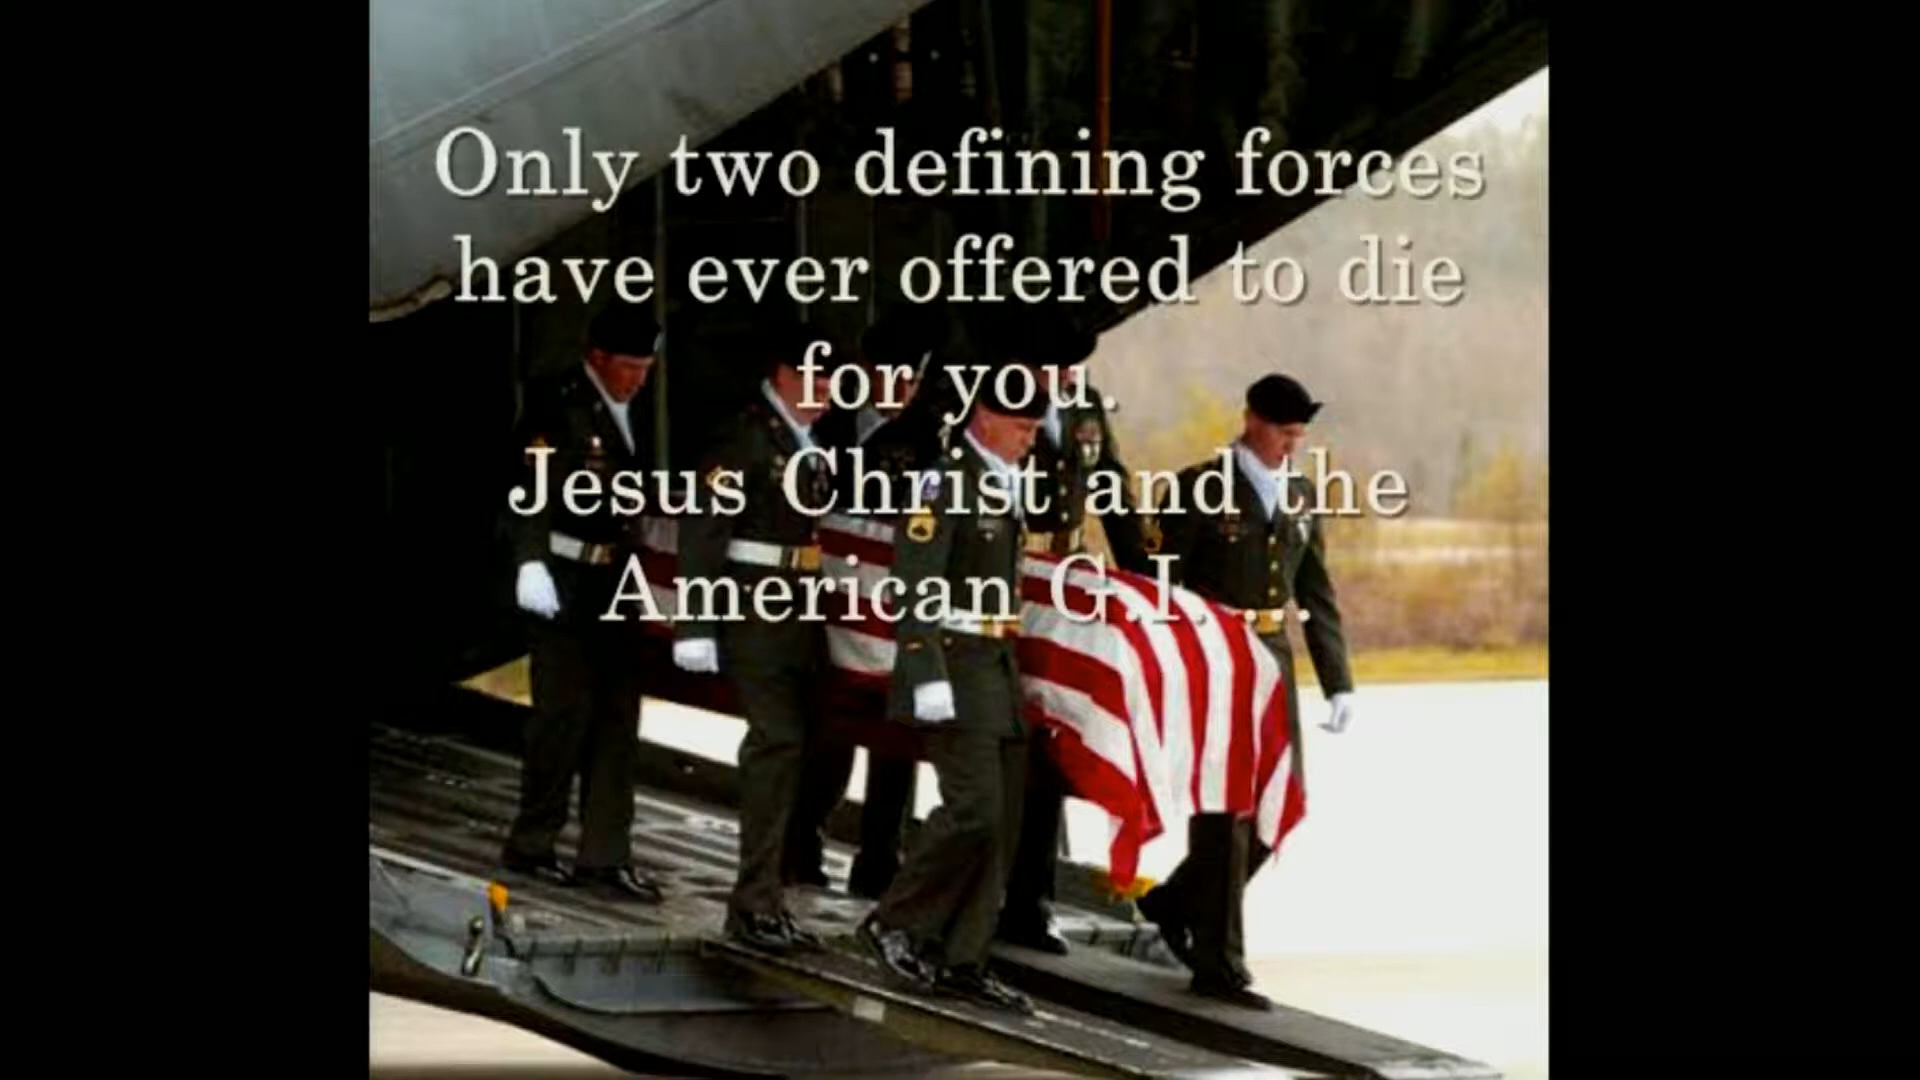 Only two defining forces
have ever offered to die
for you.
Jesus Christ and the
American G.I. ...